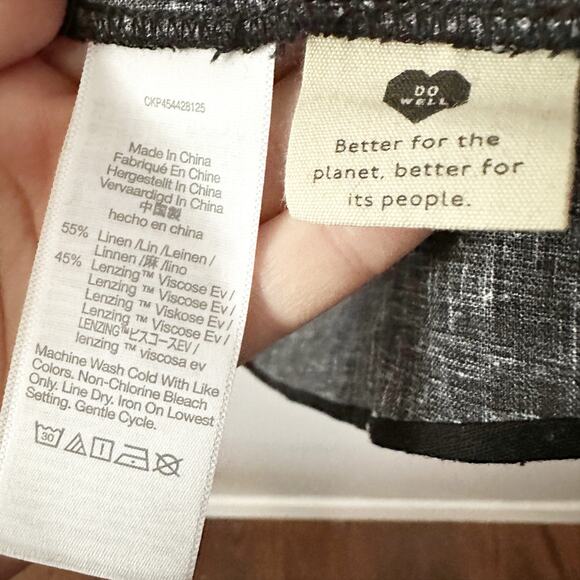 CKP454428125
Made In China
Fabriqué En Chine
Hergestellt In China
Vervaardigd In China
中国製
hecho en china
55% Linen /Lin /Leinen /
Linnen /麻 /lino
45% Lenzing™ Viscose Ev /
Lenzing™ Viscose Ev /
Lenzing ™ Viskose Ev /
Lenzing ™ Viscose Ev /
LENZING™ビスコースEV /
lenzing ™ viscosa ev
Machine Wash Cold With Like
Colors. Non-Chlorine Bleach
Only. Line Dry. Iron On Lowest
Setting. Gentle Cycle.
30
DO
WELL
Better for the
planet, better for
its people.